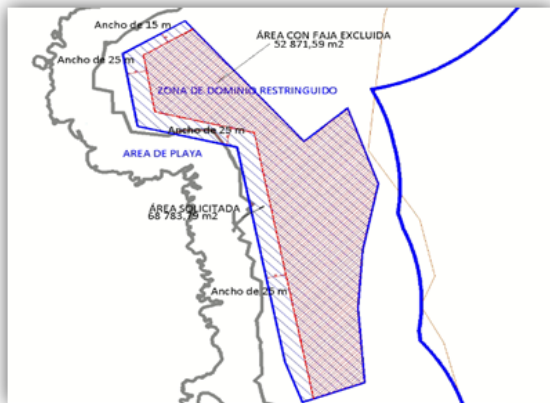 Ancho de 15 m
ÁREA CON FAJA EXCLUIDA
52 871,59 m2
Ancho de 25 m
ZONA DE DOMINIO RESTRINGUIDO
Ancho de 25 m
AREA DE PLAYA
ÁREA SOLICITADA
68 783,79 m2
Ancho de 25 m